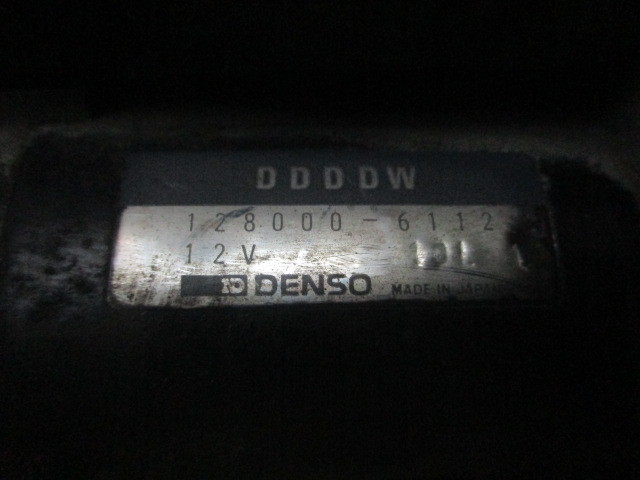 DDDDW
128000-6112
12V
DENSO MADE IN JAPAN